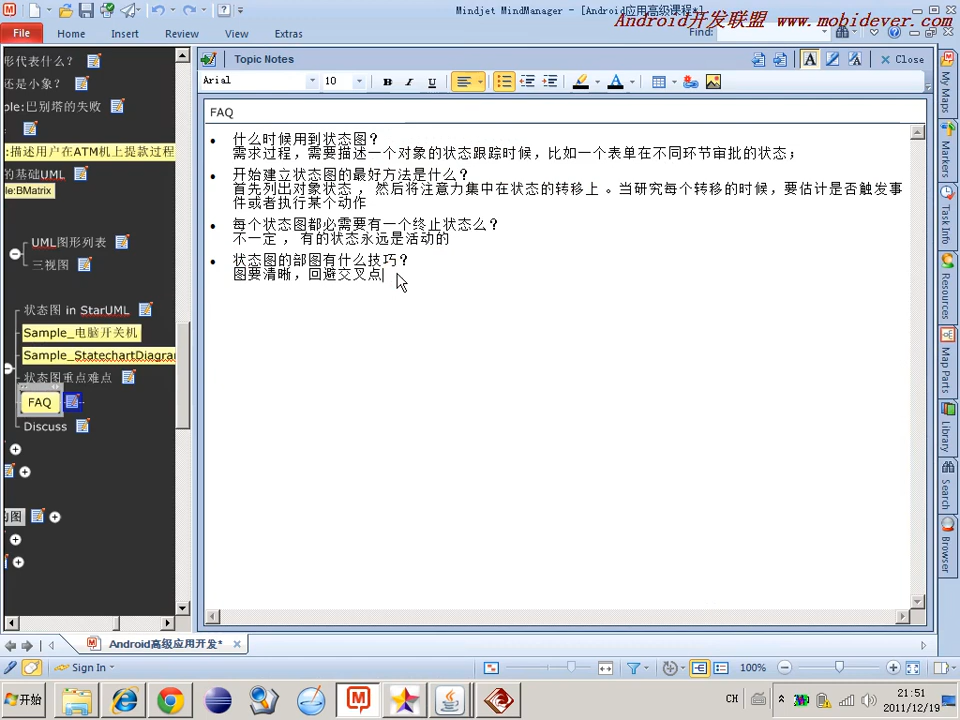 Mindjet MindManager - [Android应用高级课程*]
Android开发联盟 www.mobidever.com
File
Home
Insert
Review
View
Extras
Find:
形代表什么？
还是小象？
ple:巴别塔的失败
:描述用户在ATM机上提款过程
的基础UML
le:BMatrix
UML图形列表
三视图
状态图 in StarUML
Sample_电脑开关机
Sample_StatechartDiagram
状态图重点难点
FAQ
Discuss
的图
Topic Notes
Close
Arial
10
B
I
U
FAQ
• 什么时候用到状态图？
需求过程，需要描述一个对象的状态跟踪时候，比如一个表单在不同环节审批的状态；
• 开始建立状态图的最好方法是什么？
首先列出对象状态 ，然后将注意力集中在状态的转移上 。当研究每个转移的时候，要估计是否触发事
件或者执行某个动作
• 每个状态图都必需要有一个终止状态么？
不一定 ，有的状态永远是活动的
• 状态图的部图有什么技巧？
图要清晰，回避交叉点
My Maps
Markers
Task Info
Resources
Map Parts
Library
Search
Browser
Android高级应用开发*
Sign In
100%
开始
CH
21:51
2011/12/19